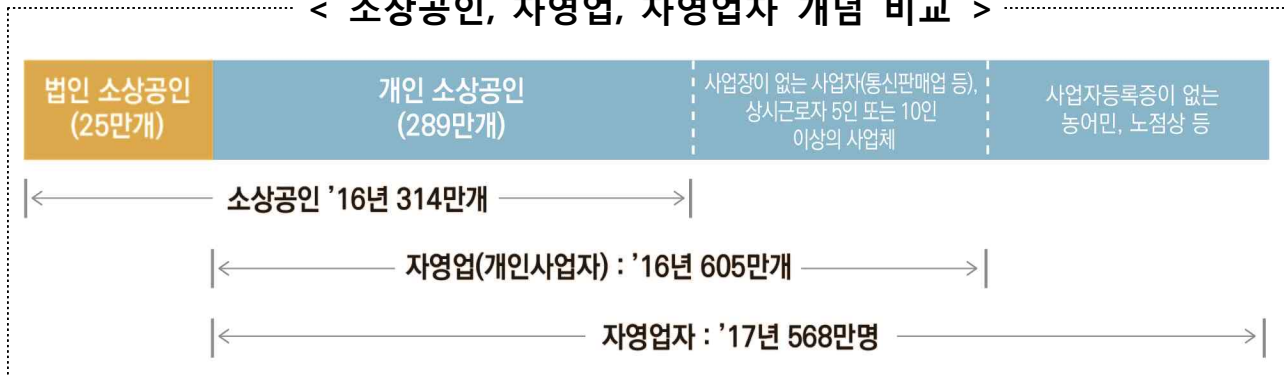 < 소상공인, 자영업, 자영업자 개념 비교 >
법인 소상공인
(25만개)
개인 소상공인
(289만개)
사업장이 없는 사업자(통신판매업 등),
상시근로자 5인 또는 10인
이상의 사업체
사업자등록증이 없는
농어민, 노점상 등
소상공인 ’16년 314만개
자영업(개인사업자) : ’16년 605만개
자영업자 : ’17년 568만명